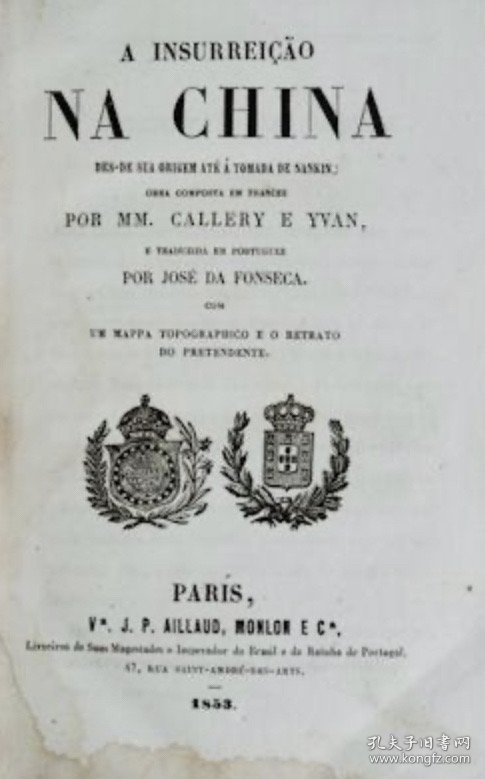 A INSURREIÇÃO
NA CHINA
DES-DE SUA ORIGEM ATÉ Á TOMADA DE NANKIN;
OBRA COMPOSTA EM FRANCEZ
POR MM. CALLERY E YVAN,
E TRADUZIDA EM PORTUGUEZ
POR JOSÉ DA FONSECA.
COM
UM MAPPA TOPOGRAPHICO E O RETRATO
DO PRETENDENTE.
PARÍS,
Vª. J. P. AILLAUD, MONLON E Cª.
Livreiros de Suas Magestades o Imperador do Brasil e da Rainha de Portugal,
47, RUA SAINT-ANDRÉ-DES-ARTS.
1853.
孔夫子旧书网
www.kongfz.com